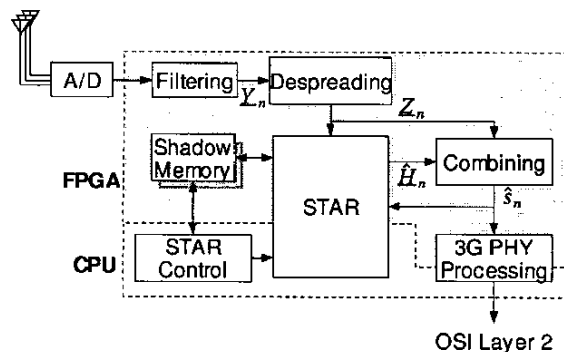 A/D
Filtering
Y_n
Despreading
Z_n
Shadow
Memory
FPGA
STAR
Ĥ_n
Combining
ŝ_n
CPU
STAR
Control
3G PHY
Processing
OSI Layer 2